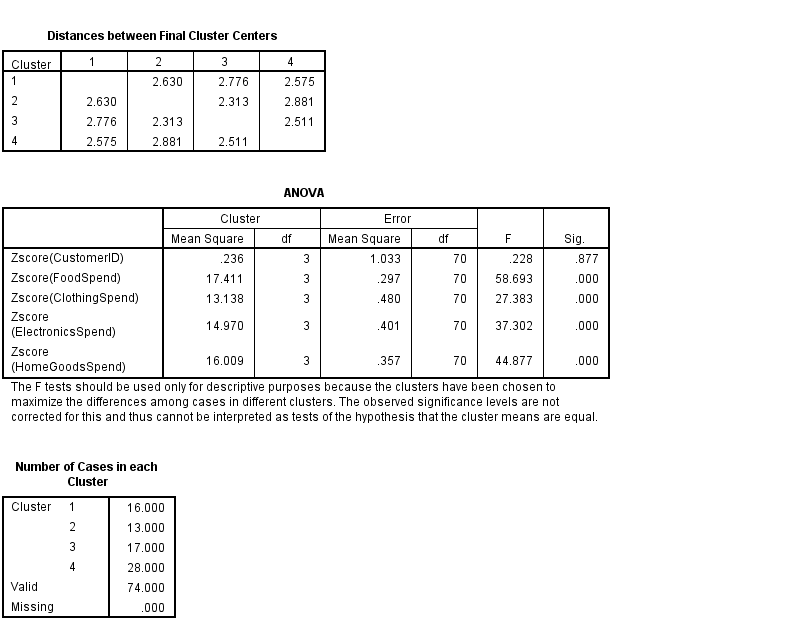 Distances between Final Cluster Centers
Cluster 1 2 3 4
1 2.630 2.776 2.575
2 2.630 2.313 2.881
3 2.776 2.313 2.511
4 2.575 2.881 2.511
ANOVA
Cluster Error
Mean Square df Mean Square df F Sig.
Zscore(CustomerID) .236 3 1.033 70 .228 .877
Zscore(FoodSpend) 17.411 3 .297 70 58.693 .000
Zscore(ClothingSpend) 13.138 3 .480 70 27.383 .000
Zscore
(ElectronicsSpend) 14.970 3 .401 70 37.302 .000
Zscore
(HomeGoodsSpend) 16.009 3 .357 70 44.877 .000
The F tests should be used only for descriptive purposes because the clusters have been chosen to
maximize the differences among cases in different clusters. The observed significance levels are not
corrected for this and thus cannot be interpreted as tests of the hypothesis that the cluster means are equal.
Number of Cases in each
Cluster
Cluster 1 16.000
2 13.000
3 17.000
4 28.000
Valid 74.000
Missing .000